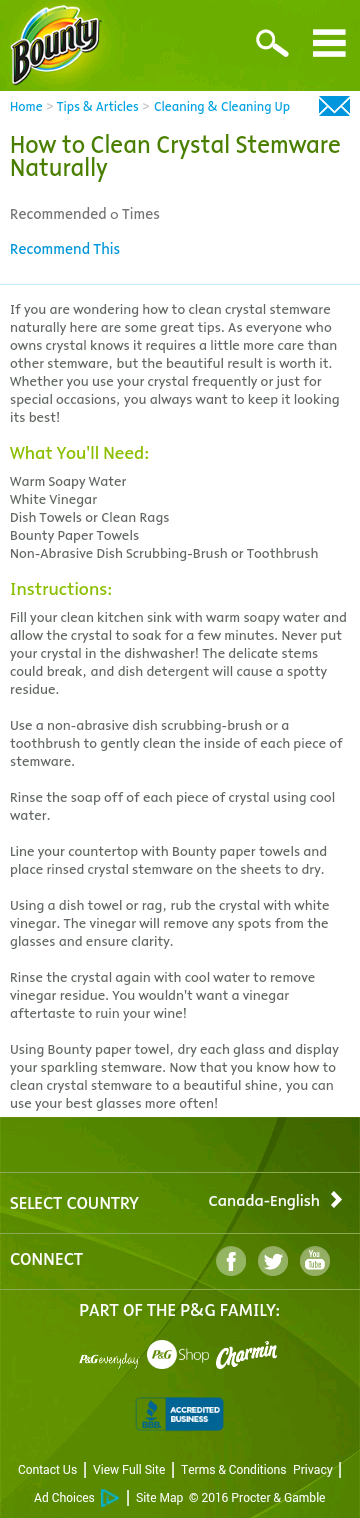 Bounty
Home > Tips & Articles > Cleaning & Cleaning Up
How to Clean Crystal Stemware
Naturally
Recommended 0 Times
Recommend This
If you are wondering how to clean crystal stemware
naturally here are some great tips. As everyone who
owns crystal knows it requires a little more care than
other stemware, but the beautiful result is worth it.
Whether you use your crystal frequently or just for
special occasions, you always want to keep it looking
its best!
What You'll Need:
Warm Soapy Water
White Vinegar
Dish Towels or Clean Rags
Bounty Paper Towels
Non-Abrasive Dish Scrubbing-Brush or Toothbrush
Instructions:
Fill your clean kitchen sink with warm soapy water and
allow the crystal to soak for a few minutes. Never put
your crystal in the dishwasher! The delicate stems
could break, and dish detergent will cause a spotty
residue.
Use a non-abrasive dish scrubbing-brush or a
toothbrush to gently clean the inside of each piece of
stemware.
Rinse the soap off of each piece of crystal using cool
water.
Line your countertop with Bounty paper towels and
place rinsed crystal stemware on the sheets to dry.
Using a dish towel or rag, rub the crystal with white
vinegar. The vinegar will remove any spots from the
glasses and ensure clarity.
Rinse the crystal again with cool water to remove
vinegar residue. You wouldn't want a vinegar
aftertaste to ruin your wine!
Using Bounty paper towel, dry each glass and display
your sparkling stemware. Now that you know how to
clean crystal stemware to a beautiful shine, you can
use your best glasses more often!
SELECT COUNTRY Canada-English
CONNECT f You Tube
PART OF THE P&G FAMILY:
P&G everyday P&G Shop Charmin
BBB ACCREDITED BUSINESS
Contact Us | View Full Site | Terms & Conditions Privacy |
Ad Choices | Site Map © 2016 Procter & Gamble